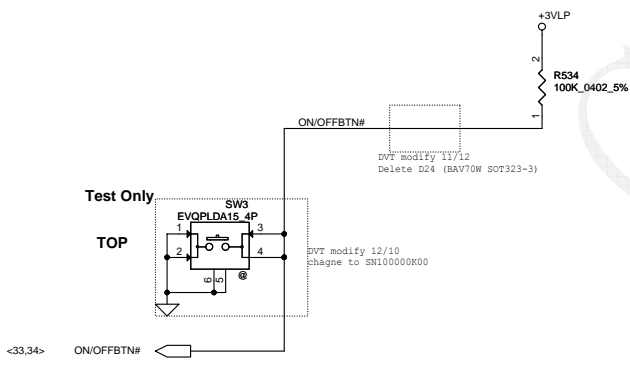 +3VLP
2
R534
100K_0402_5%
1
ON/OFFBTN#
DVT modify 11/12
Delete D24 (BAV70W SOT323-3)
Test Only
SW3
EVQPLDA15_4P
1
3
TOP
2
4
DVT modify 12/10
chagne to SN100000K00
6
5
@
<33,34>
ON/OFFBTN#